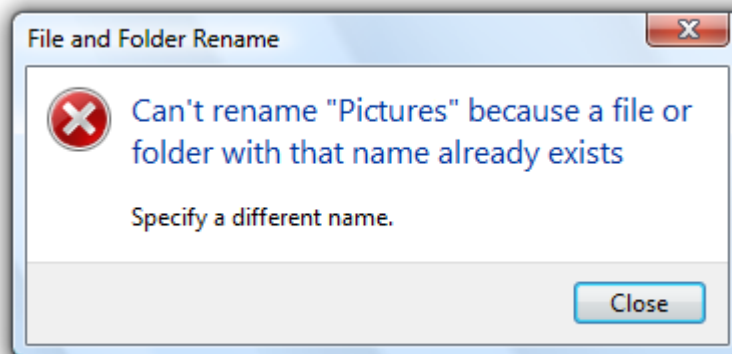 File and Folder Rename
Can't rename "Pictures" because a file or
folder with that name already exists
Specify a different name.
Close